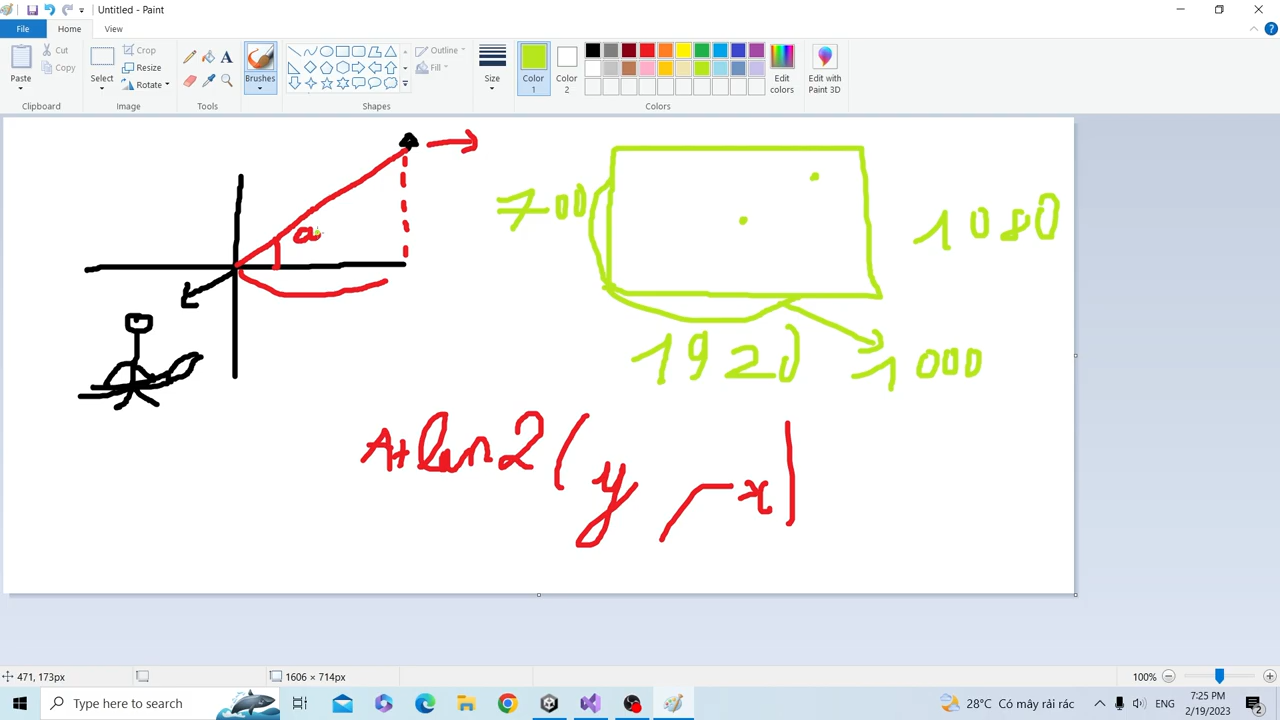 Untitled - Paint
File
Home
View
Paste
Cut
Copy
Clipboard
Select
Crop
Resize
Rotate
Image
Tools
Brushes
Outline
Fill
Shapes
Size
Color 1
Color 2
Edit colors
Colors
Edit with Paint 3D
a
700
1080
1920
1000
Atlan2(y, x)
471, 173px
1606 × 714px
100%
Type here to search
28°C Có mây rải rác
ENG
7:25 PM
2/19/2023
2